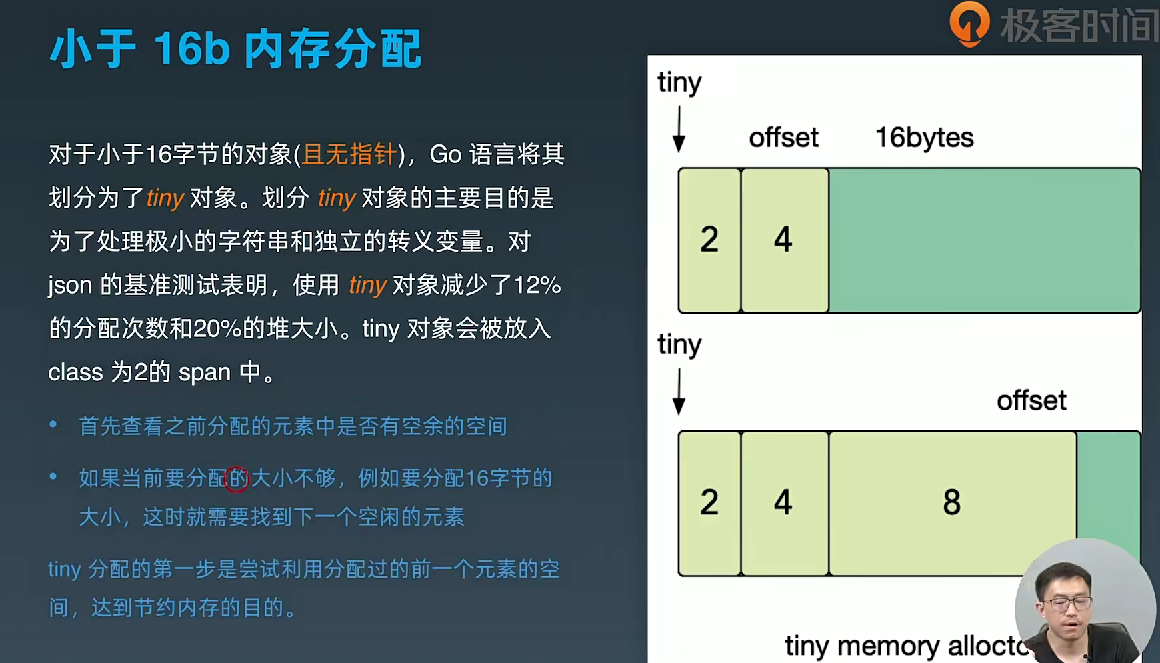 极客时间
小于 16b 内存分配
对于小于16字节的对象(且无指针)，Go 语言将其
划分为了tiny 对象。划分 tiny 对象的主要目的是
为了处理极小的字符串和独立的转义变量。对
json 的基准测试表明，使用 tiny 对象减少了12%
的分配次数和20%的堆大小。tiny 对象会被放入
class 为2的 span 中。
• 首先查看之前分配的元素中是否有空余的空间
• 如果当前要分配的大小不够，例如要分配16字节的
大小，这时就需要找到下一个空闲的元素
tiny 分配的第一步是尝试利用分配过的前一个元素的空
间，达到节约内存的目的。
tiny
offset 16bytes
2 4
tiny
offset
2 4 8
tiny memory